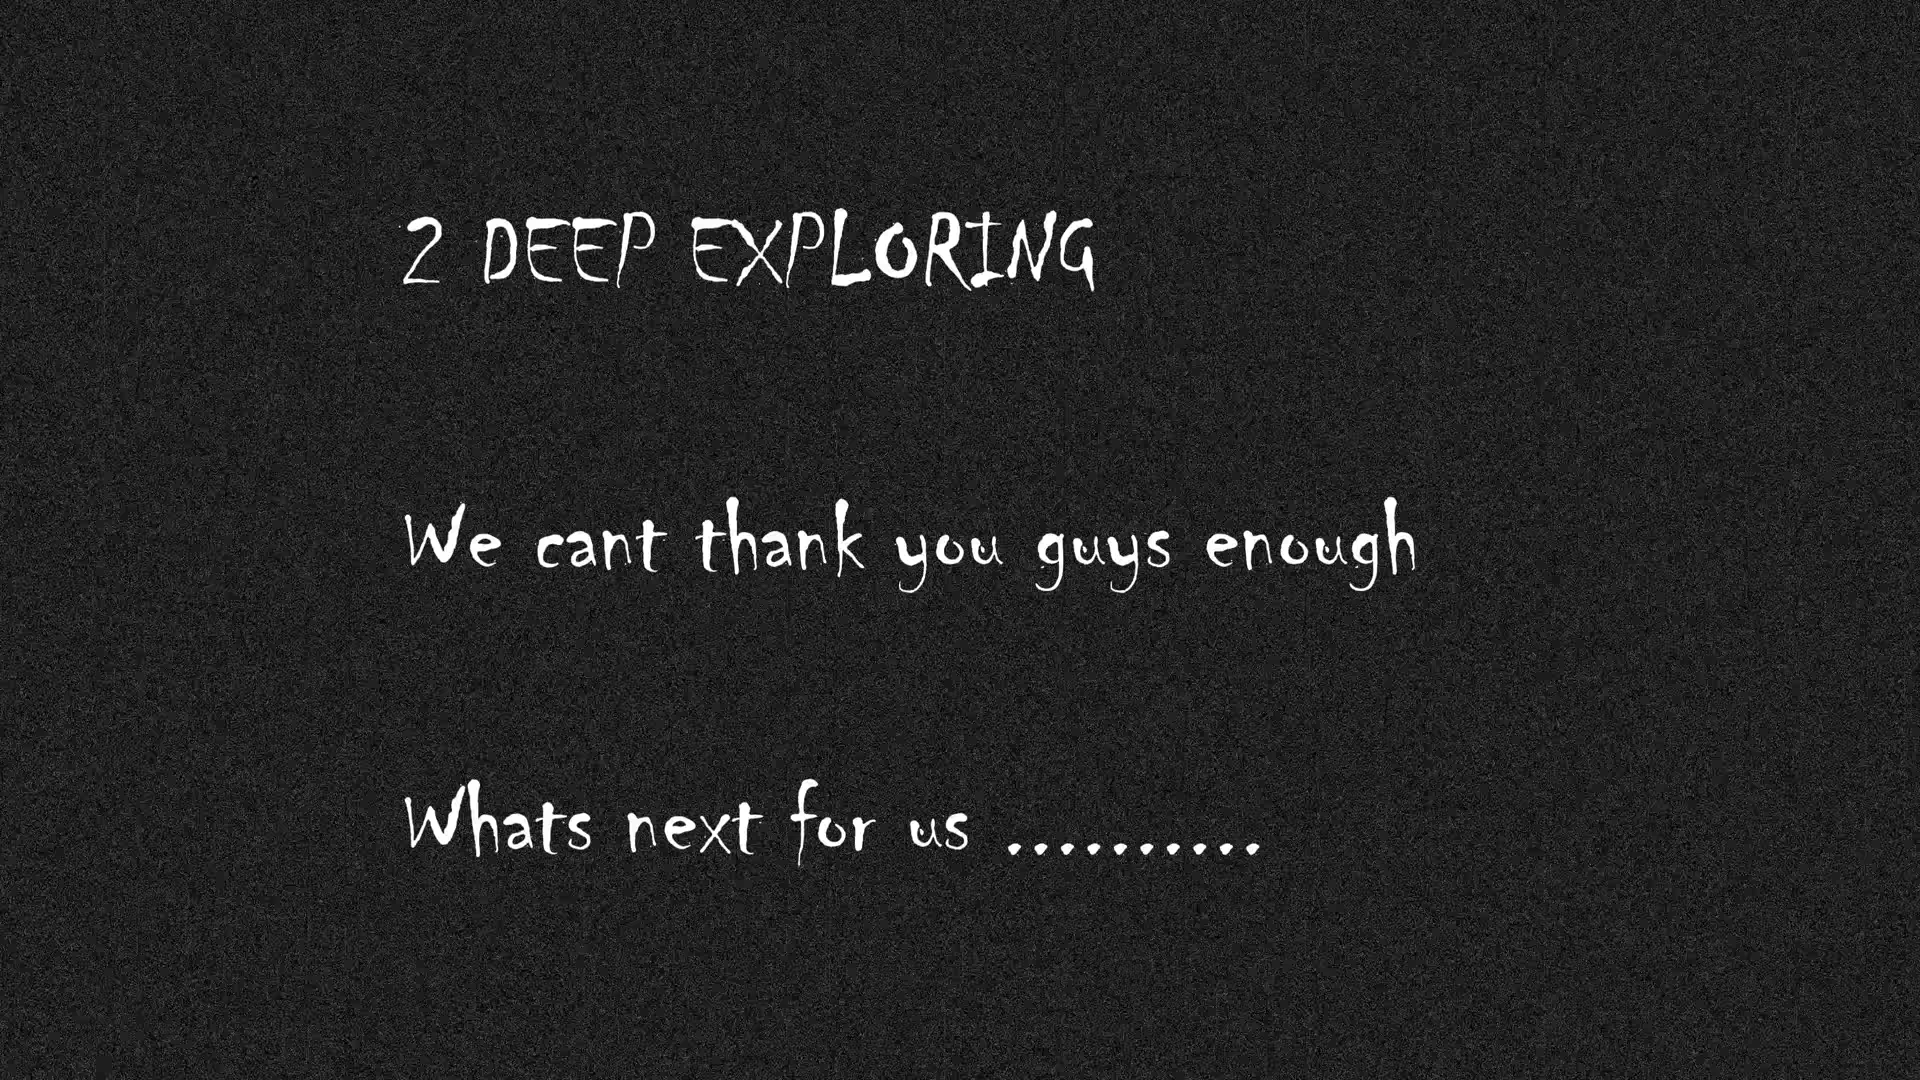 2 DEEP EXPLORING
We cant thank you guys enough
Whats next for us ..........